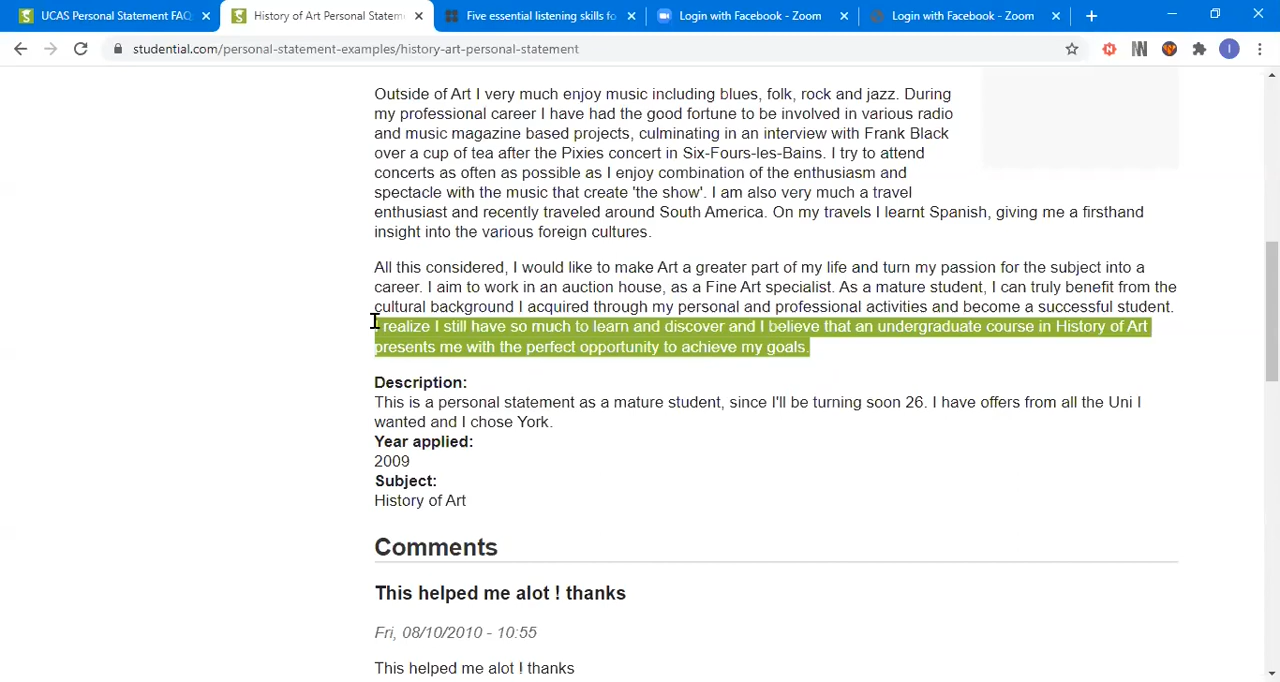 UCAS Personal Statement FAQ
History of Art Personal Statem
Five essential listening skills fo
Login with Facebook - Zoom
Login with Facebook - Zoom
studential.com/personal-statement-examples/history-art-personal-statement
Outside of Art I very much enjoy music including blues, folk, rock and jazz. During
my professional career I have had the good fortune to be involved in various radio
and music magazine based projects, culminating in an interview with Frank Black
over a cup of tea after the Pixies concert in Six-Fours-les-Bains. I try to attend
concerts as often as possible as I enjoy combination of the enthusiasm and
spectacle with the music that create 'the show'. I am also very much a travel
enthusiast and recently traveled around South America. On my travels I learnt Spanish, giving me a firsthand
insight into the various foreign cultures.
All this considered, I would like to make Art a greater part of my life and turn my passion for the subject into a
career. I aim to work in an auction house, as a Fine Art specialist. As a mature student, I can truly benefit from the
cultural background I acquired through my personal and professional activities and become a successful student.
I realize I still have so much to learn and discover and I believe that an undergraduate course in History of Art
presents me with the perfect opportunity to achieve my goals.
Description:
This is a personal statement as a mature student, since I'll be turning soon 26. I have offers from all the Uni I
wanted and I chose York.
Year applied:
2009
Subject:
History of Art
Comments
This helped me alot ! thanks
Fri, 08/10/2010 - 10:55
This helped me alot ! thanks